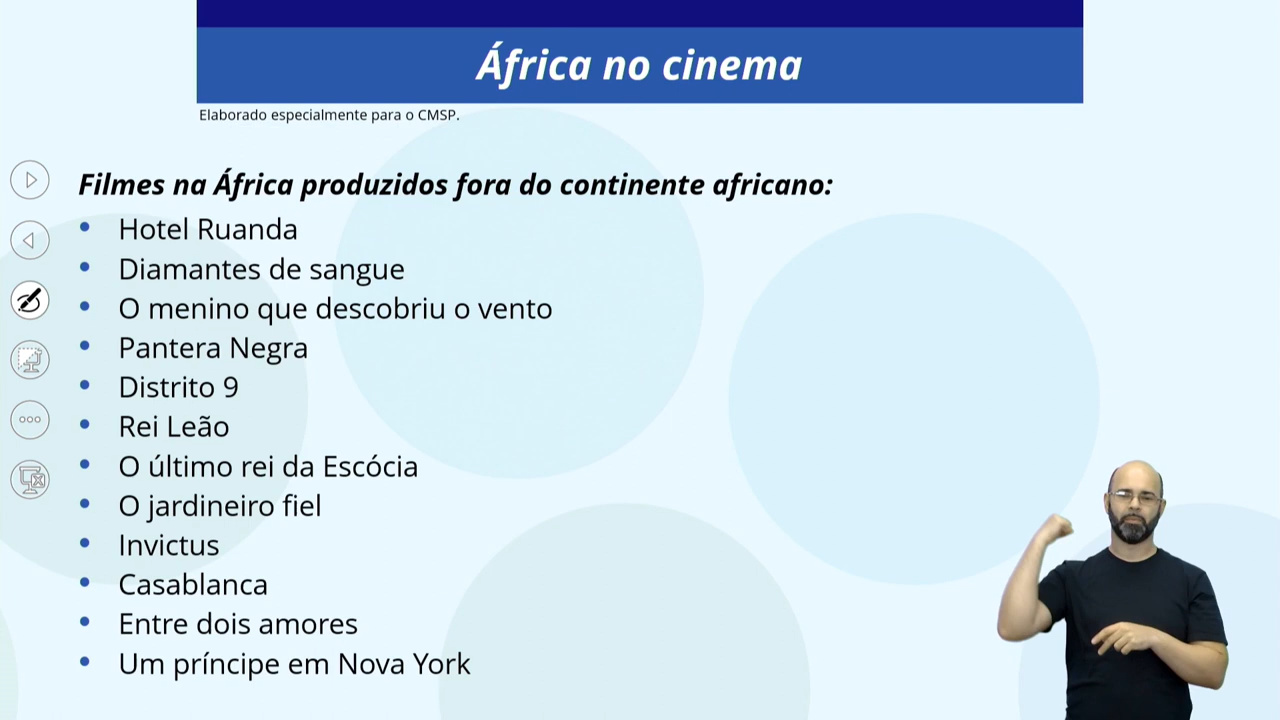 África no cinema
Elaborado especialmente para o CMSP.
Filmes na África produzidos fora do continente africano:
• Hotel Ruanda
• Diamantes de sangue
• O menino que descobriu o vento
• Pantera Negra
• Distrito 9
• Rei Leão
• O último rei da Escócia
• O jardineiro fiel
• Invictus
• Casablanca
• Entre dois amores
• Um príncipe em Nova York